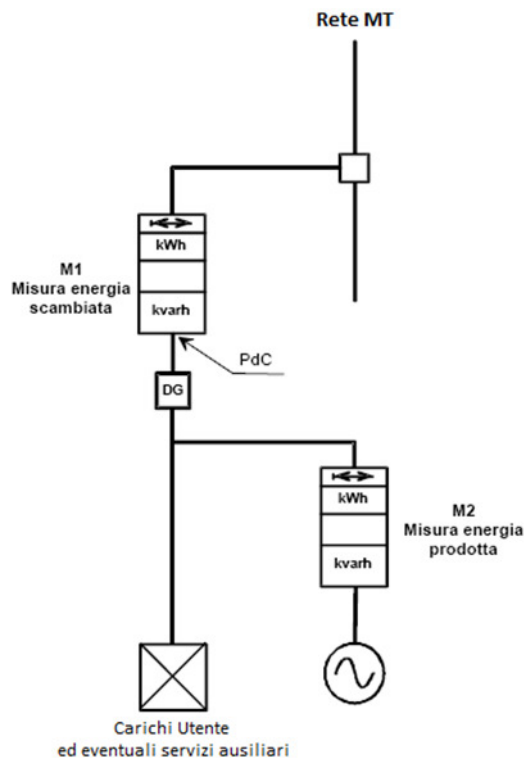 Rete MT
kWh
M1
Misura energia
scambiata
kvarh
PdC
DG
kWh
M2
Misura energia
prodotta
kvarh
Carichi Utente
ed eventuali servizi ausiliari